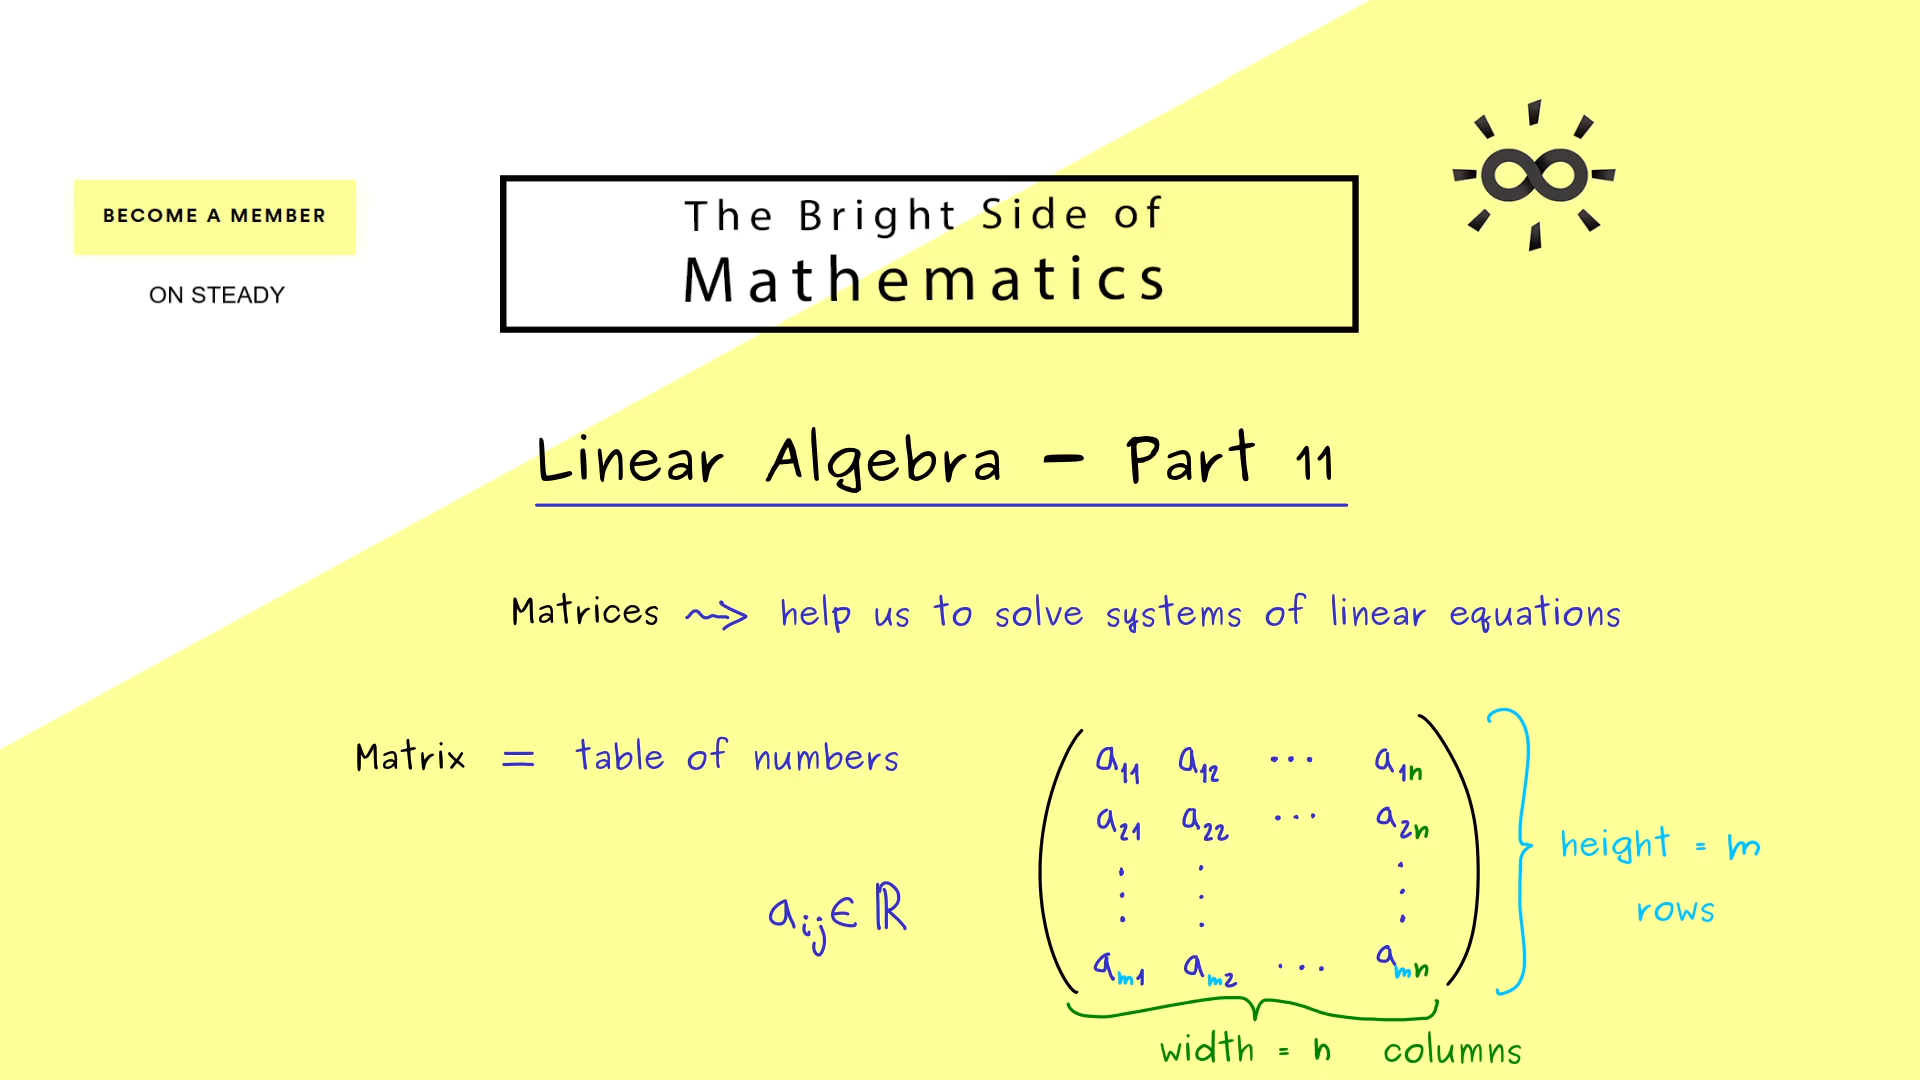 BECOME A MEMBER
ON STEADY
The Bright Side of
Mathematics
Linear Algebra – Part 11
Matrices ⇝ help us to solve systems of linear equations
Matrix = table of numbers
a₁₁ a₁₂ ⋯ a₁ₙ
a₂₁ a₂₂ ⋯ a₂ₙ
⋮ ⋮ ⋮
aₘ₁ aₘ₂ ⋯ aₘₙ
height = m
rows
aᵢⱼ ∈ ℝ
width = n columns